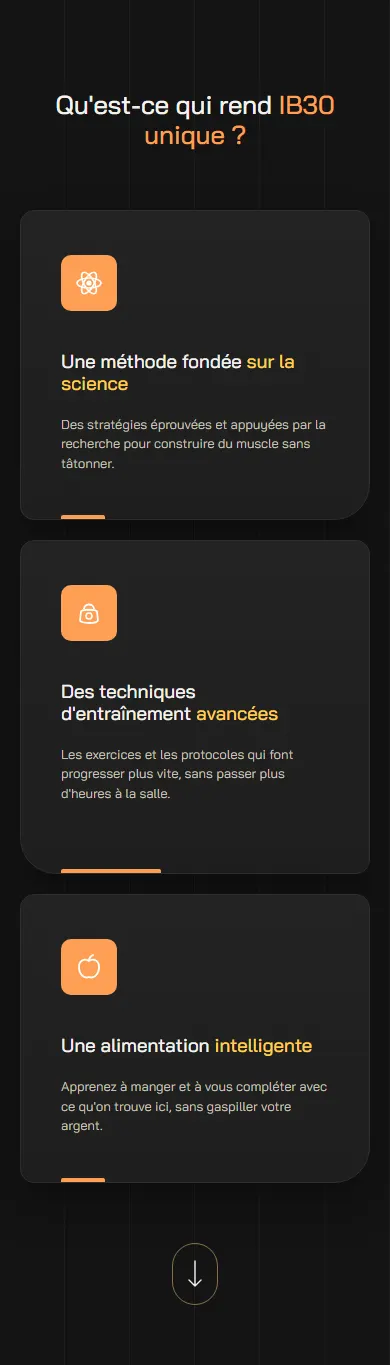 Qu'est-ce qui rend IB30
unique ?
Une méthode fondée sur la
science
Des stratégies éprouvées et appuyées par la
recherche pour construire du muscle sans
tâtonner.
Des techniques
d'entraînement avancées
Les exercices et les protocoles qui font
progresser plus vite, sans passer plus
d'heures à la salle.
Une alimentation intelligente
Apprenez à manger et à vous compléter avec
ce qu'on trouve ici, sans gaspiller votre
argent.